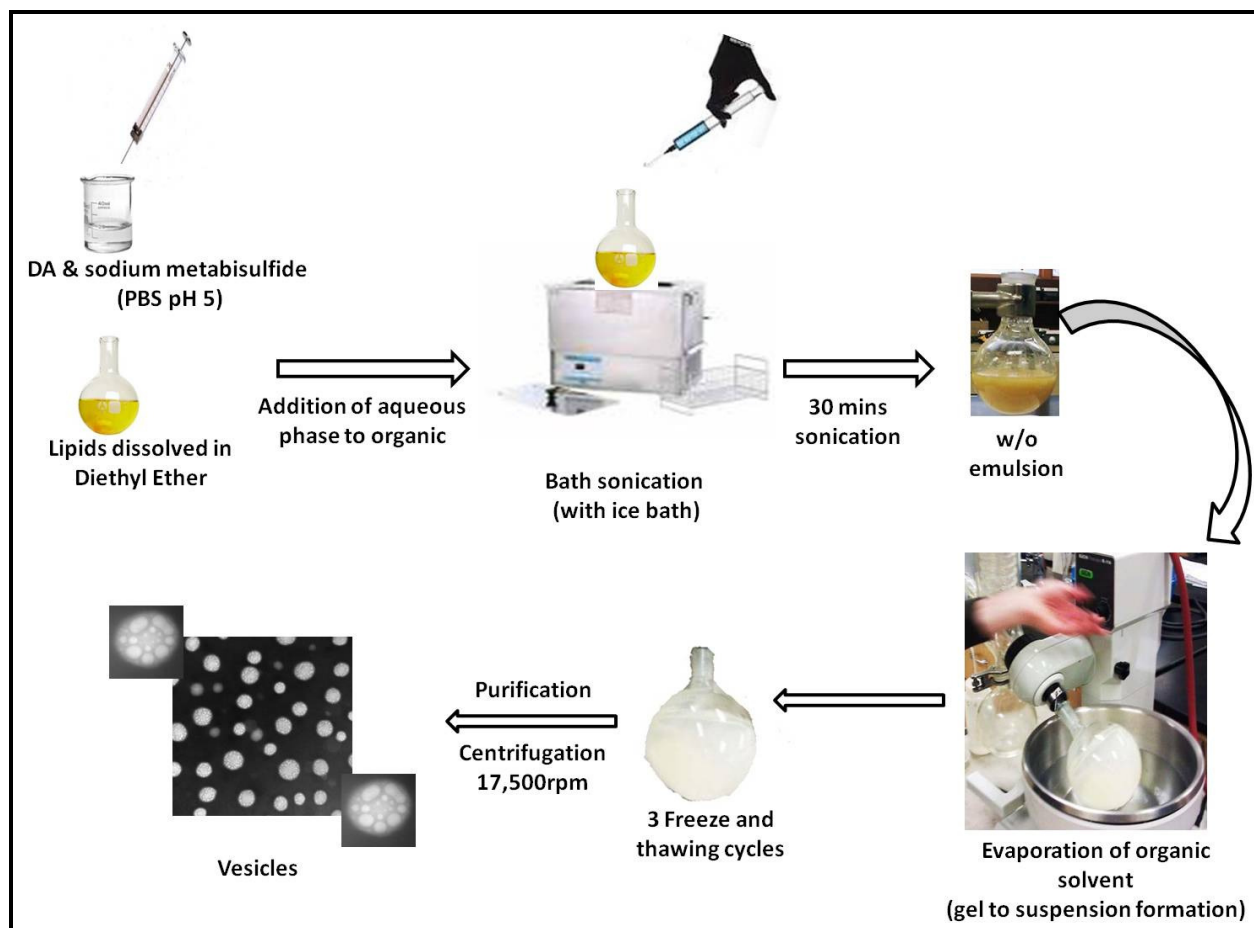 DA & sodium metabisulfide
(PBS pH 5)
Lipids dissolved in
Diethyl Ether
Addition of aqueous
phase to organic
Bath sonication
(with ice bath)
30 mins
sonication
w/o
emulsion
Evaporation of organic
solvent
(gel to suspension formation)
3 Freeze and
thawing cycles
Purification
Centrifugation
17,500rpm
Vesicles